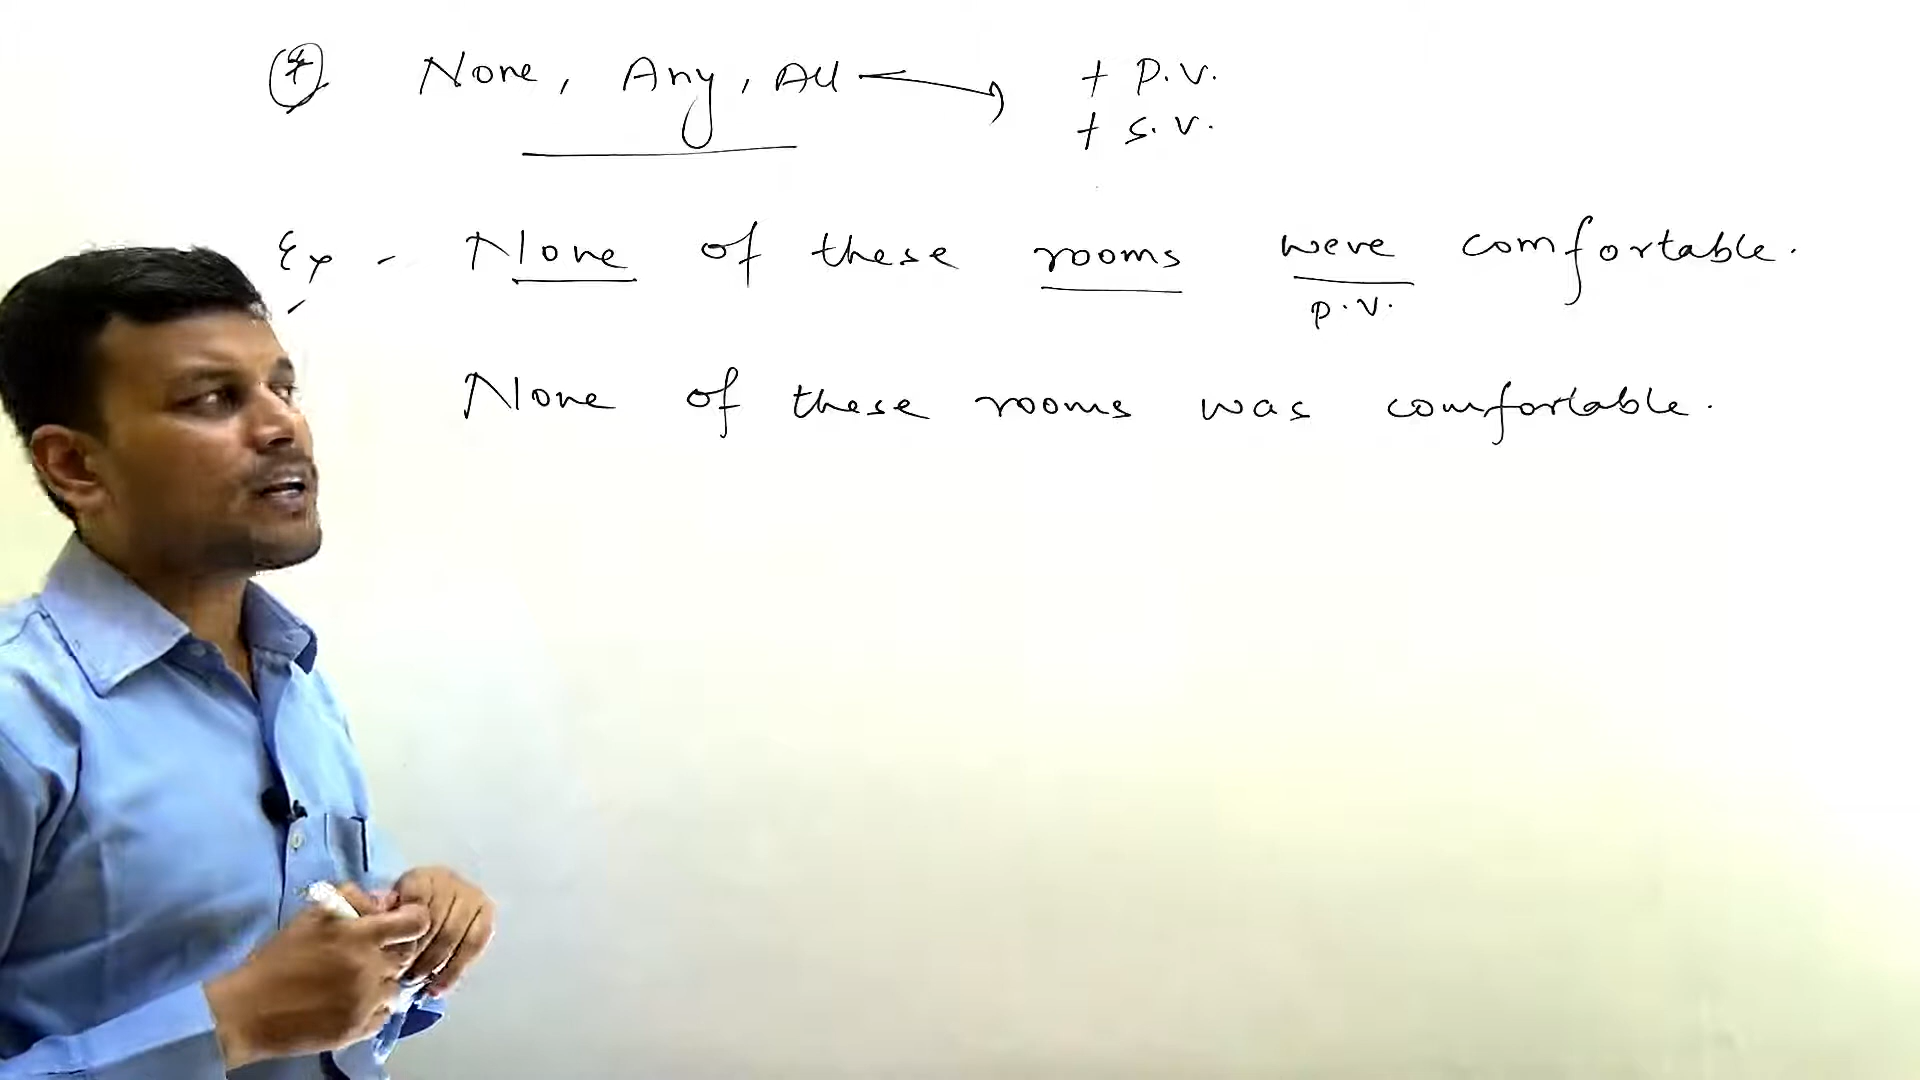 ④ None, Any, All → + P.V.
+ S.V.
Ex - None of these rooms were comfortable.
P.V.
None of these rooms was comfortable.